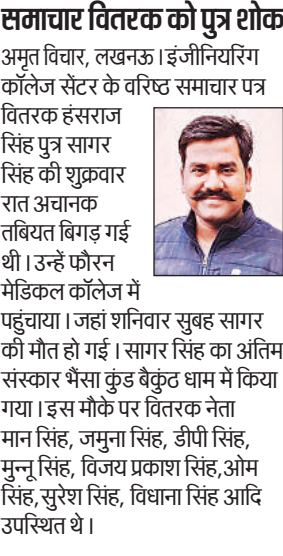 समाचार वितरक को पुत्र शोक
अमृत विचार, लखनऊ। इंजीनियरिंग
कॉलेज सेंटर के वरिष्ठ समाचार पत्र
वितरक हंसराज
सिंह पुत्र सागर
सिंह की शुक्रवार
रात अचानक
तबियत बिगड़ गई
थी। उन्हें फौरन
मेडिकल कॉलेज में
पहुंचाया। जहां शनिवार सुबह सागर
की मौत हो गई। सागर सिंह का अंतिम
संस्कार भैंसा कुंड बैकुंठ धाम में किया
गया। इस मौके पर वितरक नेता
मान सिंह, जमुना सिंह, डीपी सिंह,
मुन्नू सिंह, विजय प्रकाश सिंह,ओम
सिंह,सुरेश सिंह, विधाना सिंह आदि
उपस्थित थे।